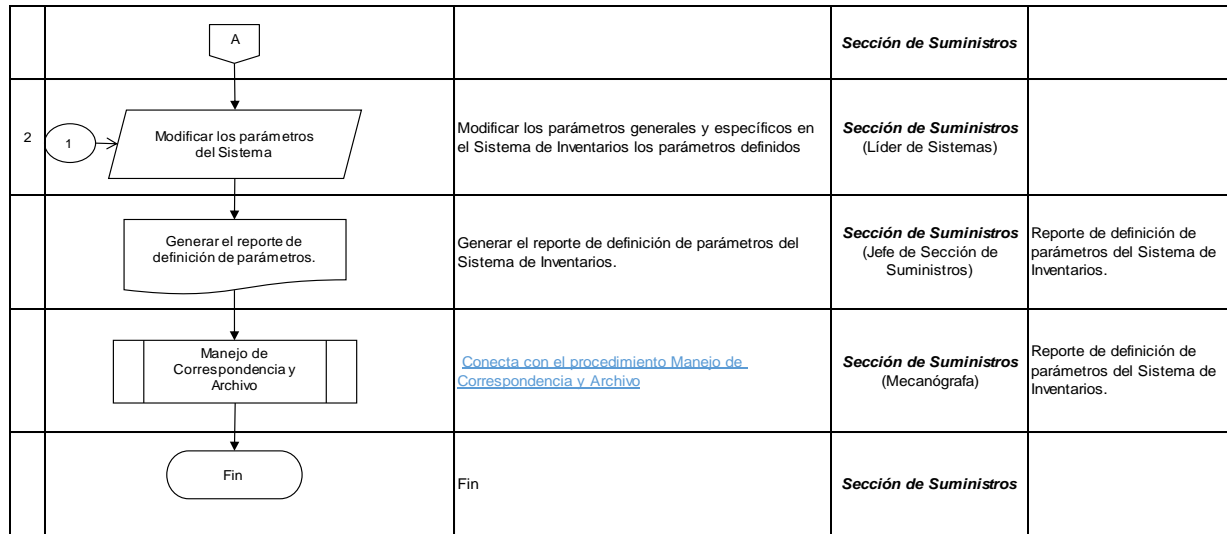 A
Sección de Suministros
2
1
Modificar los parámetros
del Sistema
Modificar los parámetros generales y específicos en
el Sistema de Inventarios los parámetros definidos
Sección de Suministros
(Líder de Sistemas)
Generar el reporte de
definición de parámetros.
Generar el reporte de definición de parámetros del
Sistema de Inventarios.
Sección de Suministros
(Jefe de Sección de
Suministros)
Reporte de definición de
parámetros del Sistema de
Inventarios.
Manejo de
Correspondencia y
Archivo
Conecta con el procedimiento Manejo de
Correspondencia y Archivo
Sección de Suministros
(Mecanógrafa)
Reporte de definición de
parámetros del Sistema de
Inventarios.
Fin
Fin
Sección de Suministros